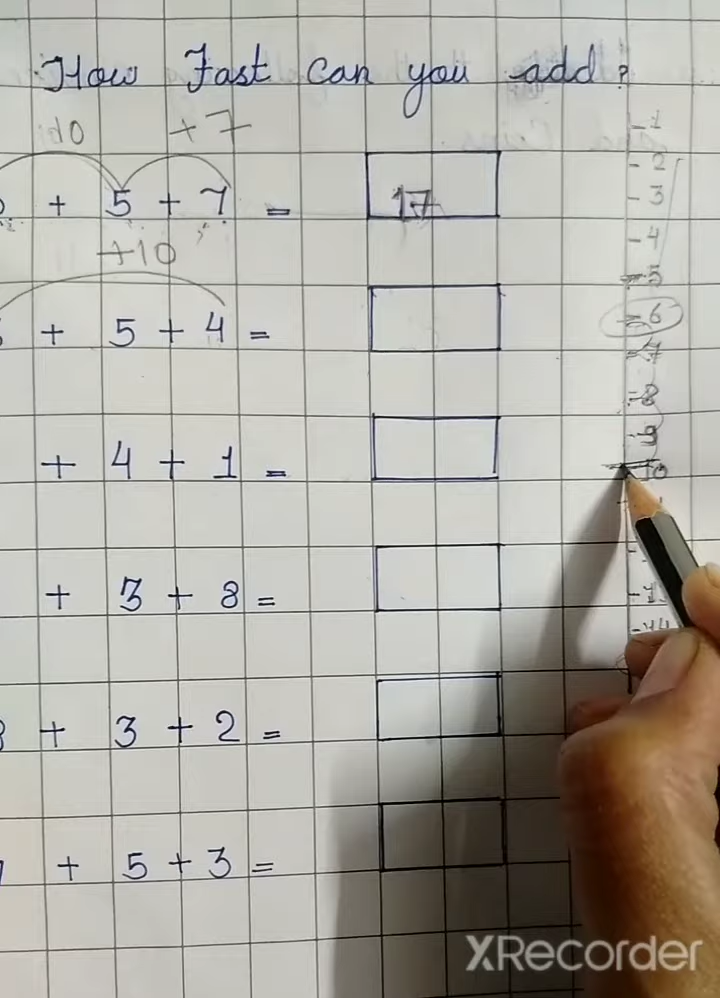 How Fast can you add?
10 +7
-1
-2
+ 5 + 7 = 17
-3
+10
-4
-5
+ 5 + 4 =
-6
-7
-8
-9
+ 4 + 1 =
10
+ 3 + 8 =
-14
+ 3 + 2 =
+ 5 + 3 =
XRecorder